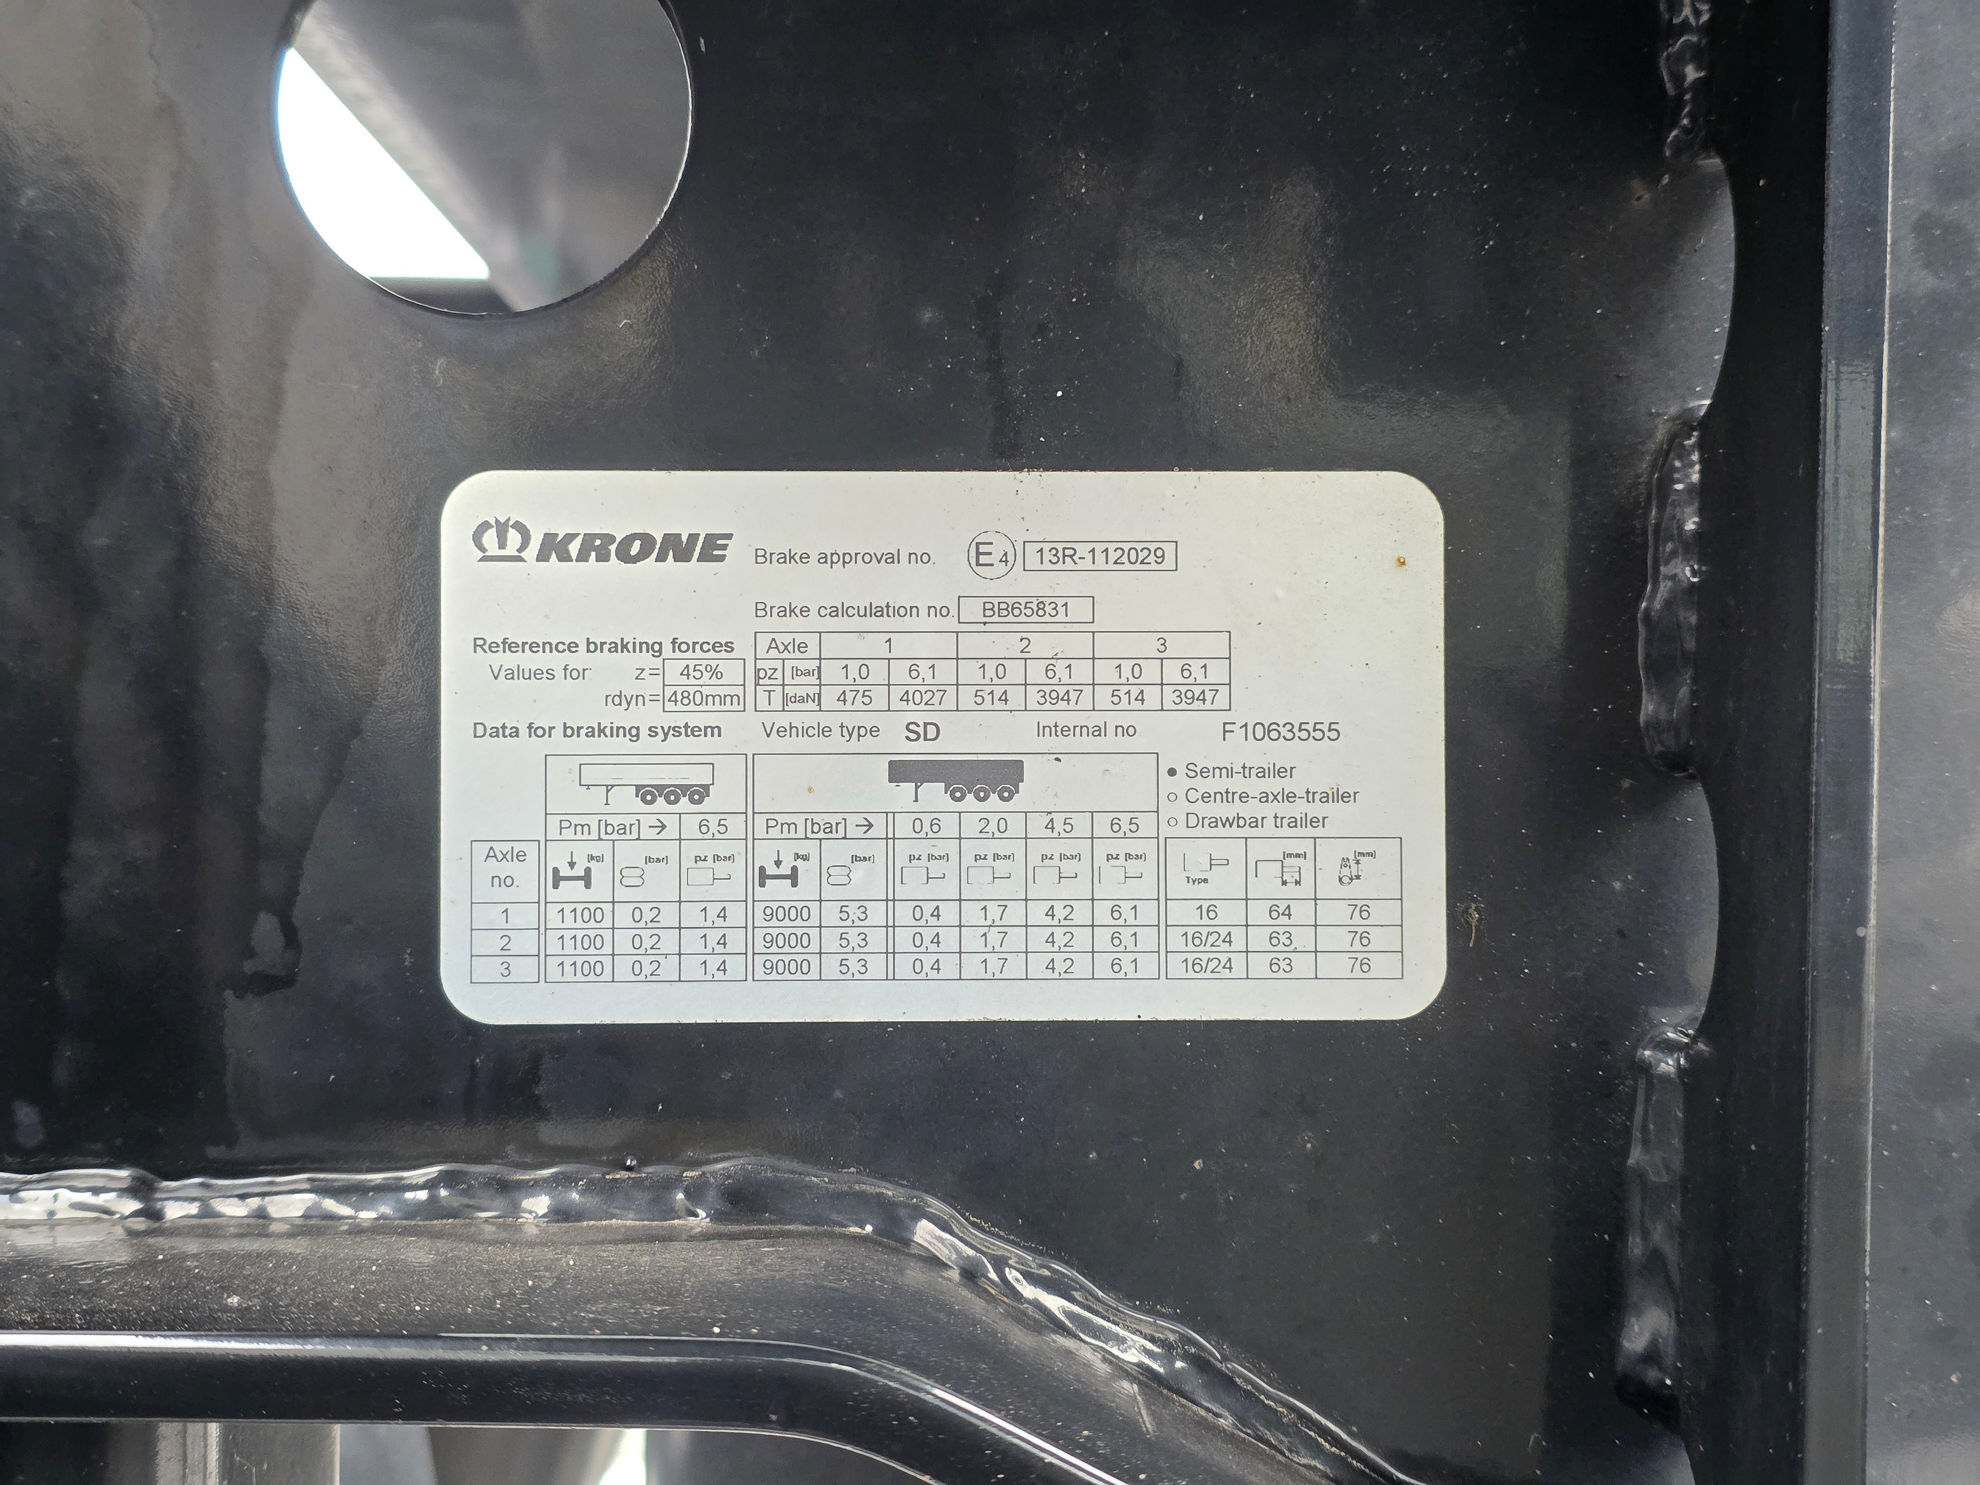 KRONE Brake approval no. E4 13R-112029
Brake calculation no. BB65831
Reference braking forces Axle 1 2 3
Values for z= 45% pz [bar] 1,0 6,1 1,0 6,1 1,0 6,1
rdyn= 480mm T [daN] 475 4027 514 3947 514 3947
Data for braking system Vehicle type SD Internal no F1063555
● Semi-trailer
○ Centre-axle-trailer
○ Drawbar trailer
Pm [bar] → 6,5 Pm [bar] → 0,6 2,0 4,5 6,5
Axle no. [kg] [bar] pz [bar] [kg] [bar] pz [bar] pz [bar] pz [bar] pz [bar] Type [mm] [mm]
1 1100 0,2 1,4 9000 5,3 0,4 1,7 4,2 6,1 16 64 76
2 1100 0,2 1,4 9000 5,3 0,4 1,7 4,2 6,1 16/24 63 76
3 1100 0,2 1,4 9000 5,3 0,4 1,7 4,2 6,1 16/24 63 76